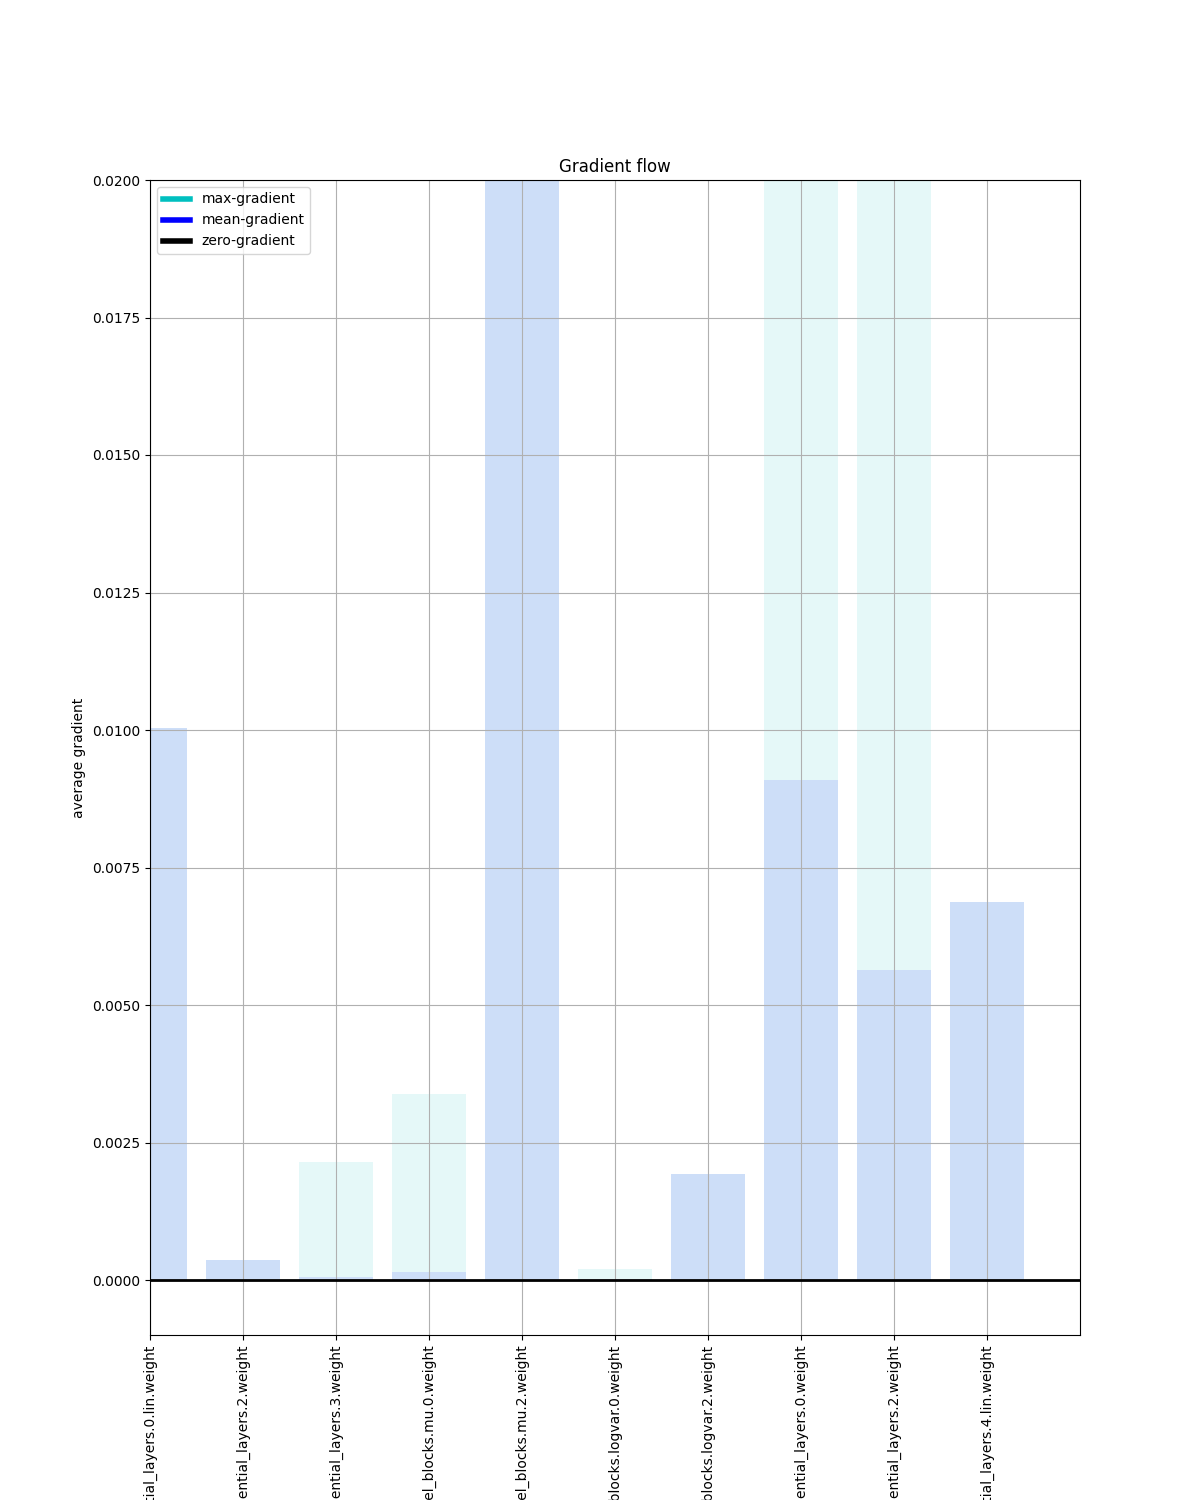 Gradient flow
max-gradient
mean-gradient
zero-gradient
0.0200
0.0175
0.0150
0.0125
0.0100
0.0075
0.0050
0.0025
0.0000
average gradient
tial_layers.0.lin.weight
ential_layers.2.weight
ential_layers.3.weight
el_blocks.mu.0.weight
el_blocks.mu.2.weight
blocks.logvar.0.weight
blocks.logvar.2.weight
ential_layers.0.weight
ential_layers.2.weight
tial_layers.4.lin.weight